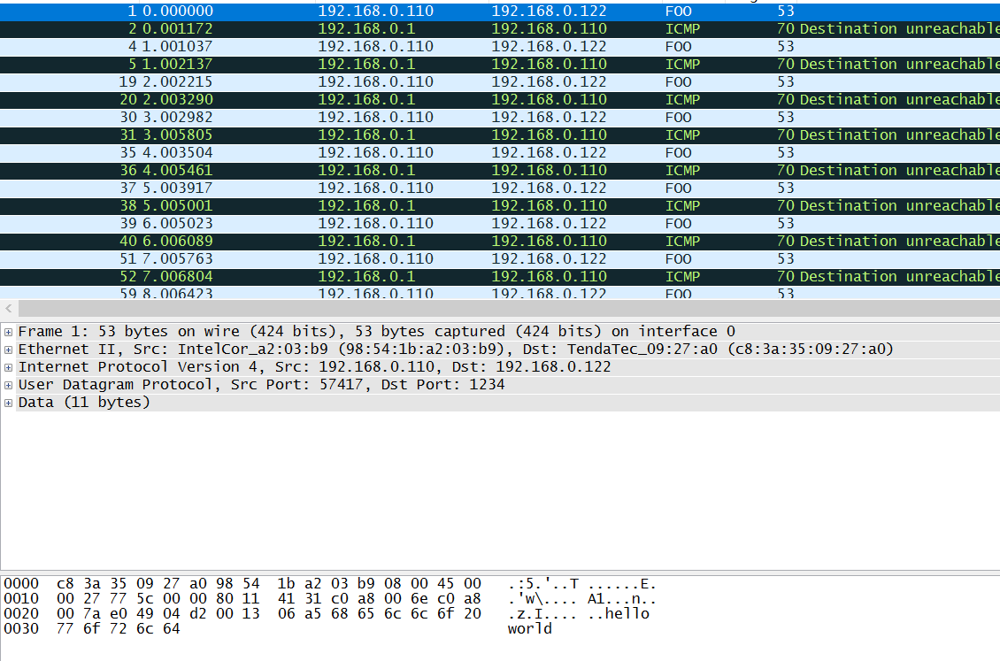 1 0.000000 192.168.0.110 192.168.0.122 FOO 53
2 0.001172 192.168.0.1 192.168.0.110 ICMP 70 Destination unreachable
4 1.001037 192.168.0.110 192.168.0.122 FOO 53
5 1.002137 192.168.0.1 192.168.0.110 ICMP 70 Destination unreachable
19 2.002215 192.168.0.110 192.168.0.122 FOO 53
20 2.003290 192.168.0.1 192.168.0.110 ICMP 70 Destination unreachable
30 3.002982 192.168.0.110 192.168.0.122 FOO 53
31 3.005805 192.168.0.1 192.168.0.110 ICMP 70 Destination unreachable
35 4.003504 192.168.0.110 192.168.0.122 FOO 53
36 4.005461 192.168.0.1 192.168.0.110 ICMP 70 Destination unreachable
37 5.003917 192.168.0.110 192.168.0.122 FOO 53
38 5.005001 192.168.0.1 192.168.0.110 ICMP 70 Destination unreachable
39 6.005023 192.168.0.110 192.168.0.122 FOO 53
40 6.006089 192.168.0.1 192.168.0.110 ICMP 70 Destination unreachable
51 7.005763 192.168.0.110 192.168.0.122 FOO 53
52 7.006804 192.168.0.1 192.168.0.110 ICMP 70 Destination unreachable
59 8.006423 192.168.0.110 192.168.0.122 FOO 53
Frame 1: 53 bytes on wire (424 bits), 53 bytes captured (424 bits) on interface 0
Ethernet II, Src: IntelCor_a2:03:b9 (98:54:1b:a2:03:b9), Dst: TendaTec_09:27:a0 (c8:3a:35:09:27:a0)
Internet Protocol Version 4, Src: 192.168.0.110, Dst: 192.168.0.122
User Datagram Protocol, Src Port: 57417, Dst Port: 1234
Data (11 bytes)
0000 c8 3a 35 09 27 a0 98 54 1b a2 03 b9 08 00 45 00 .:5.'..T ......E.
0010 00 27 77 5c 00 00 80 11 41 31 c0 a8 00 6e c0 a8 .'w\.... A1...n..
0020 00 7a e0 49 04 d2 00 13 06 a5 68 65 6c 6c 6f 20 .z.I.... ..hello
0030 77 6f 72 6c 64 world